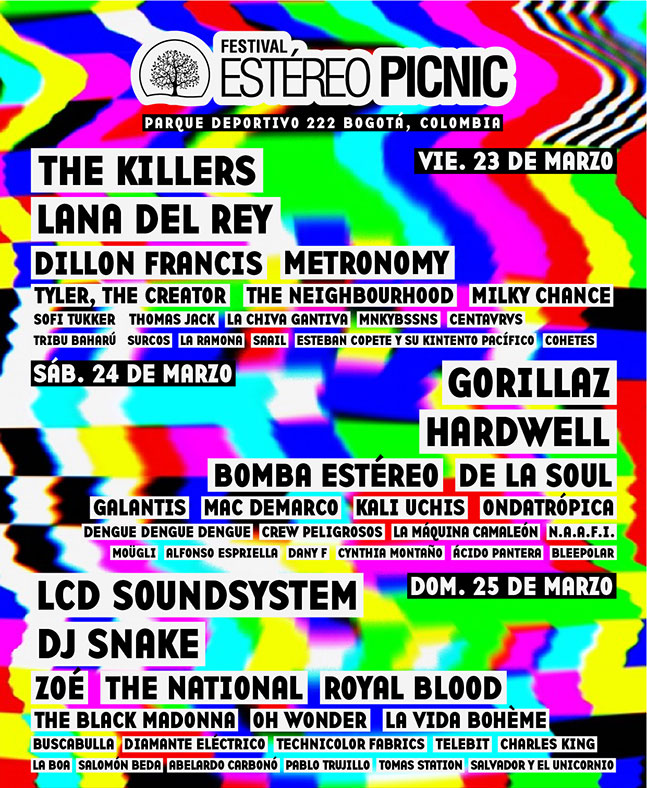 FESTIVAL
ESTÉREO PICNIC
PARQUE DEPORTIVO 222 BOGOTÁ, COLOMBIA
VIE. 23 DE MARZO
THE KILLERS
LANA DEL REY
DILLON FRANCIS METRONOMY
TYLER, THE CREATOR THE NEIGHBOURHOOD MILKY CHANCE
SOFI TUKKER THOMAS JACK LA CHIVA GANTIVA MNKYBSSNS CENTAVRVS
TRIBU BAHARÚ SURCOS LA RAMONA SAAIL ESTEBAN COPETE Y SU KINTENTO PACÍFICO COHETES
SÁB. 24 DE MARZO
GORILLAZ
HARDWELL
BOMBA ESTÉREO DE LA SOUL
GALANTIS MAC DEMARCO KALI UCHIS ONDATRÓPICA
DENGUE DENGUE DENGUE CREW PELIGROSOS LA MÁQUINA CAMALEÓN N.A.A.F.I.
MOÜGLI ALFONSO ESPRIELLA DANY F CYNTHIA MONTAÑO ÁCIDO PANTERA BLEEPOLAR
DOM. 25 DE MARZO
LCD SOUNDSYSTEM
DJ SNAKE
ZOÉ THE NATIONAL ROYAL BLOOD
THE BLACK MADONNA OH WONDER LA VIDA BOHÈME
BUSCABULLA DIAMANTE ELÉCTRICO TECHNICOLOR FABRICS TELEBIT CHARLES KING
LA BOA SALOMÓN BEDA ABELARDO CARBONÓ PABLO TRUJILLO TOMAS STATION SALVADOR Y EL UNICORNIO